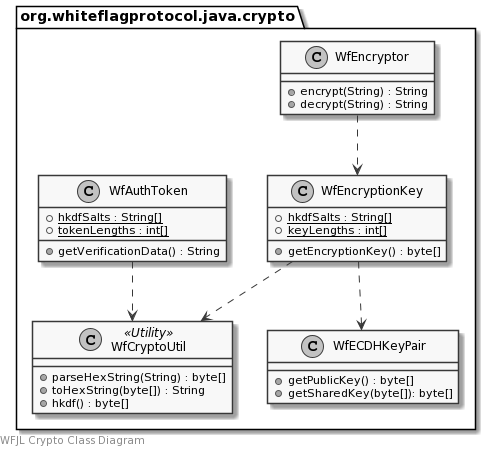 org.whiteflagprotocol.java.crypto
C WfEncryptor
encrypt(String) : String
decrypt(String) : String
C WfAuthToken
hkdfSalts : String[]
tokenLengths : int[]
getVerificationData() : String
C WfEncryptionKey
hkdfSalts : String[]
keyLengths : int[]
getEncryptionKey() : byte[]
«Utility»
C WfCryptoUtil
parseHexString(String) : byte[]
toHexString(byte[]) : String
hkdf() : byte[]
C WfECDHKeyPair
getPublicKey() : byte[]
getSharedKey(byte[]): byte[]
WFJL Crypto Class Diagram